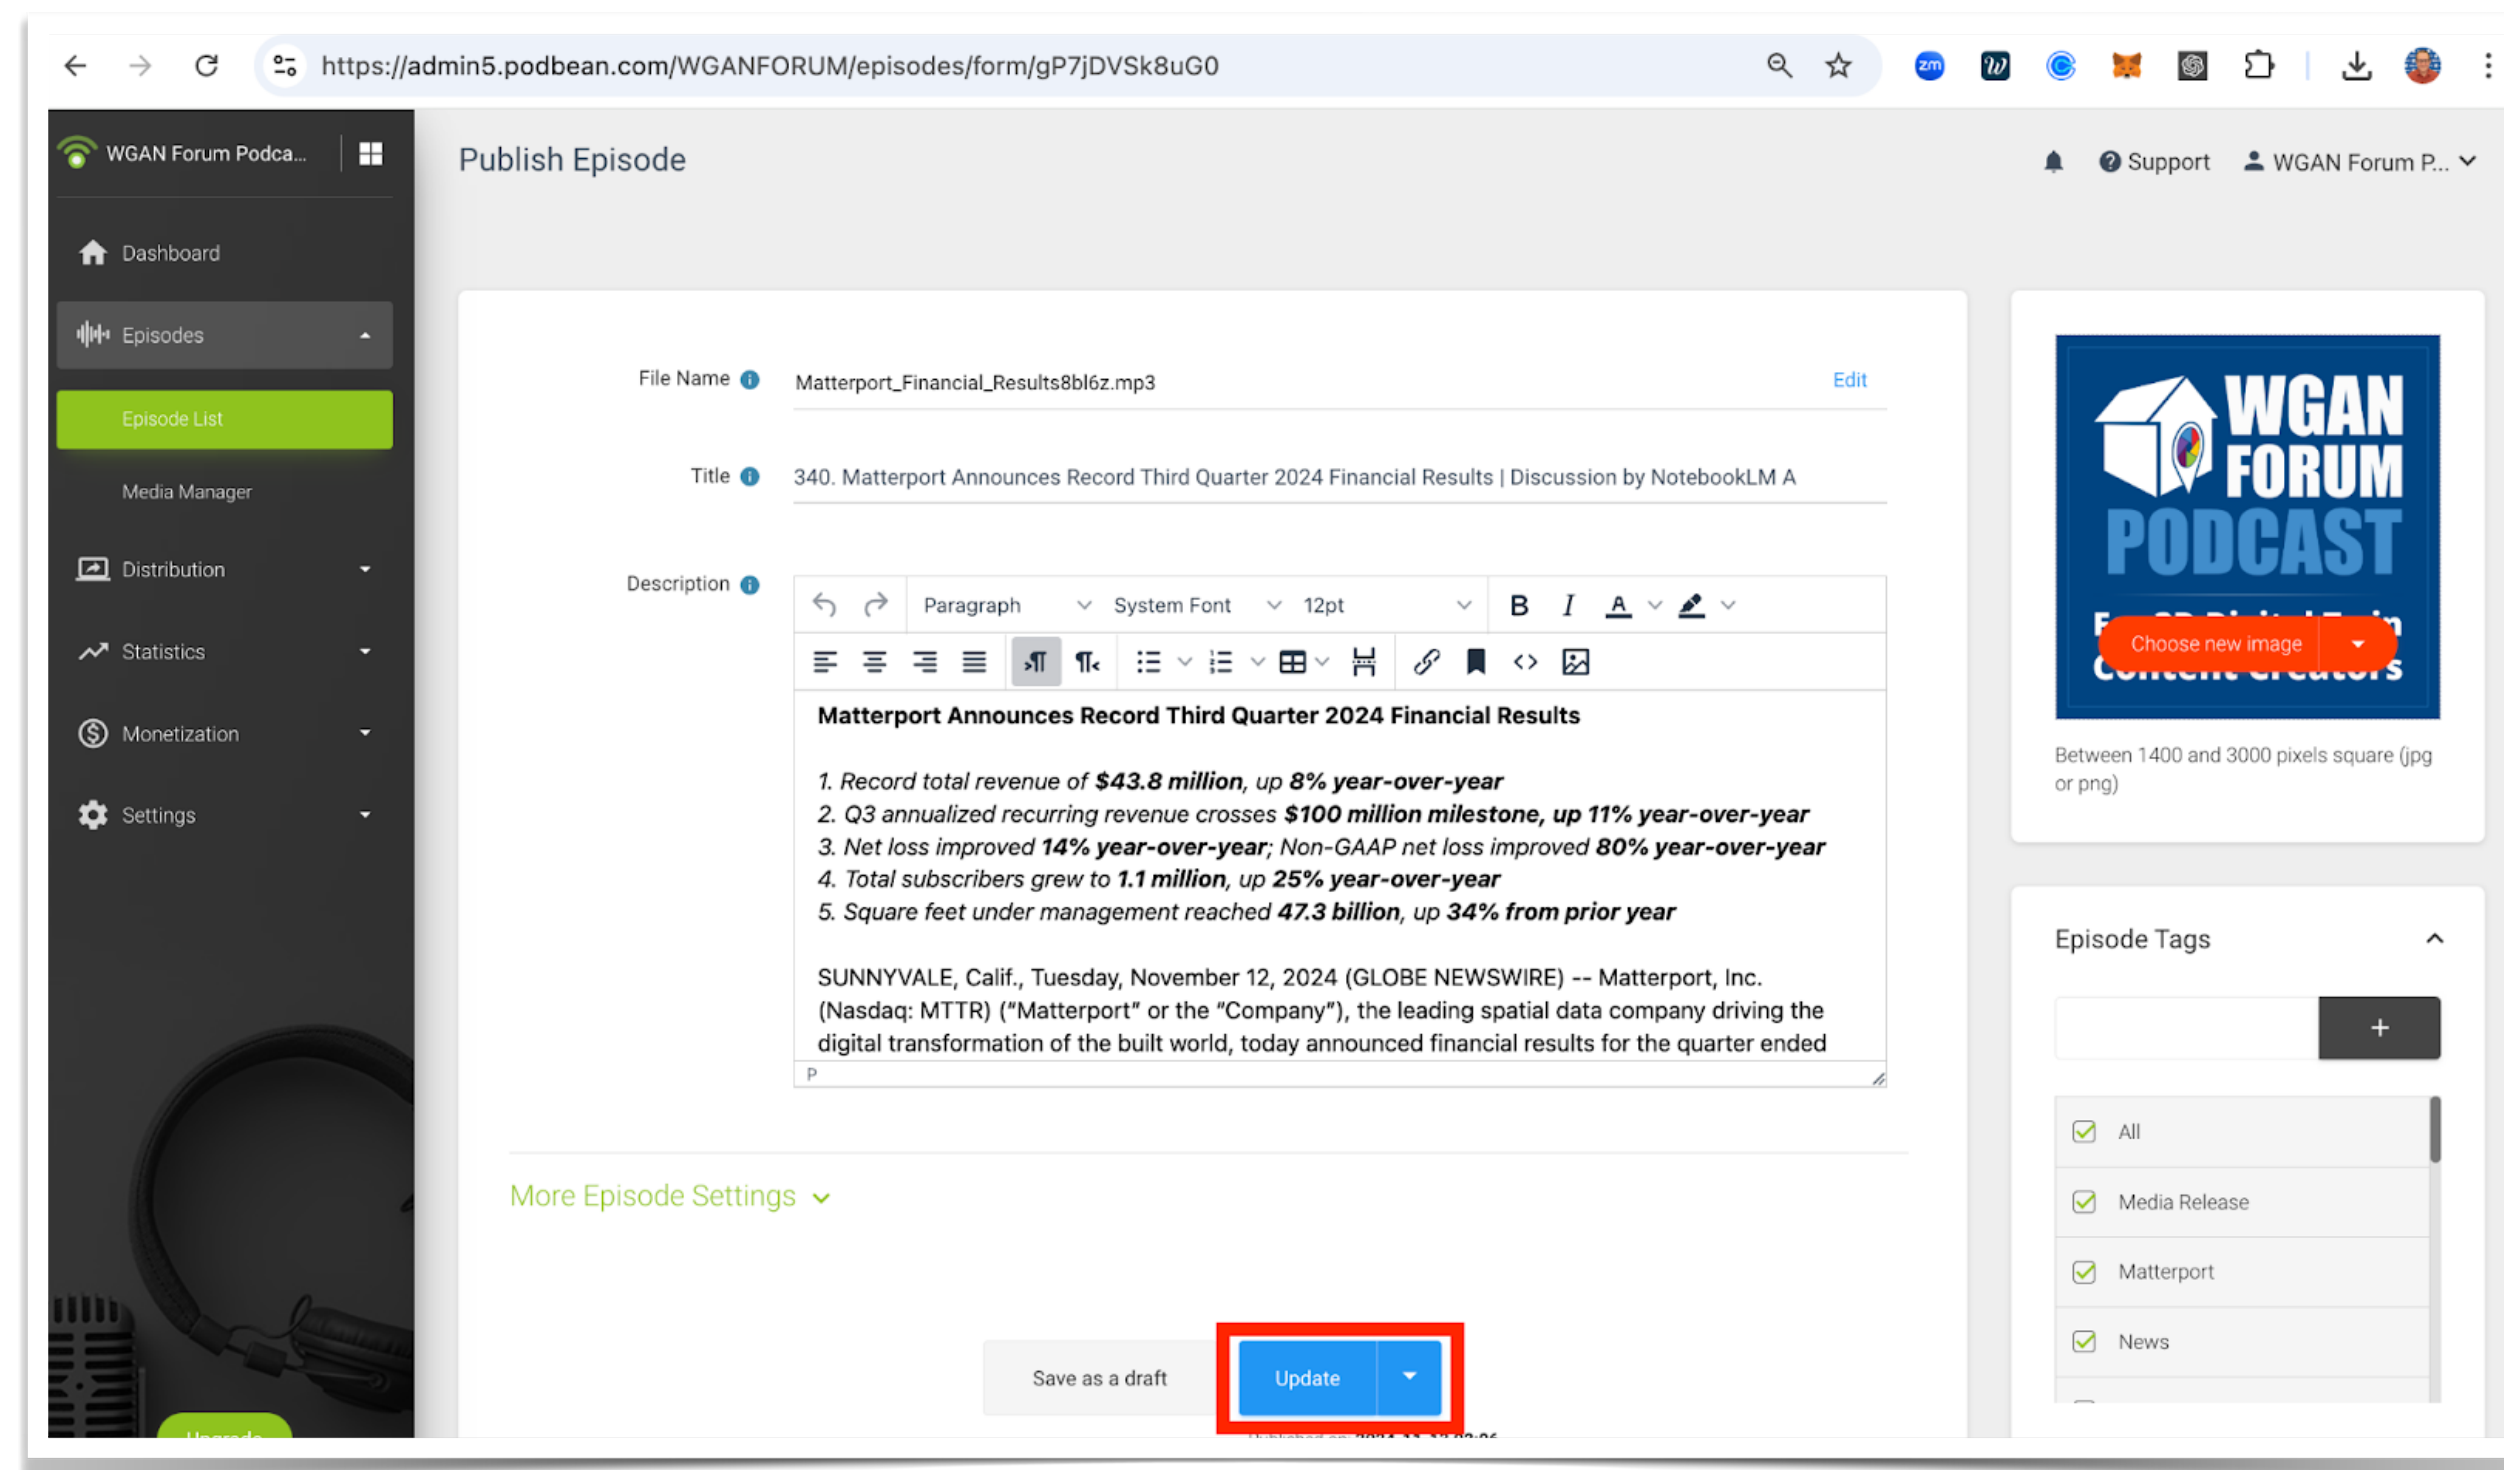 https://admin5.podbean.com/WGANFORUM/episodes/form/gP7jDVSk8uG0
zm
WGAN Forum Podca...
Publish Episode
Support
WGAN Forum P...
Dashboard
Episodes
Episode List
Media Manager
Distribution
Statistics
Monetization
Settings
File Name
Matterport_Financial_Results8bl6z.mp3
Edit
Title
340. Matterport Announces Record Third Quarter 2024 Financial Results | Discussion by NotebookLM A
Description
Paragraph
System Font
12pt
B I A
Matterport Announces Record Third Quarter 2024 Financial Results
1. Record total revenue of $43.8 million, up 8% year-over-year
2. Q3 annualized recurring revenue crosses $100 million milestone, up 11% year-over-year
3. Net loss improved 14% year-over-year; Non-GAAP net loss improved 80% year-over-year
4. Total subscribers grew to 1.1 million, up 25% year-over-year
5. Square feet under management reached 47.3 billion, up 34% from prior year
SUNNYVALE, Calif., Tuesday, November 12, 2024 (GLOBE NEWSWIRE) -- Matterport, Inc.
(Nasdaq: MTTR) (“Matterport” or the “Company”), the leading spatial data company driving the
digital transformation of the built world, today announced financial results for the quarter ended
P
More Episode Settings
Save as a draft
Update
WGAN
FORUM
PODCAST
Choose new image
Content Creators
Between 1400 and 3000 pixels square (jpg
or png)
Episode Tags
+
All
Media Release
Matterport
News